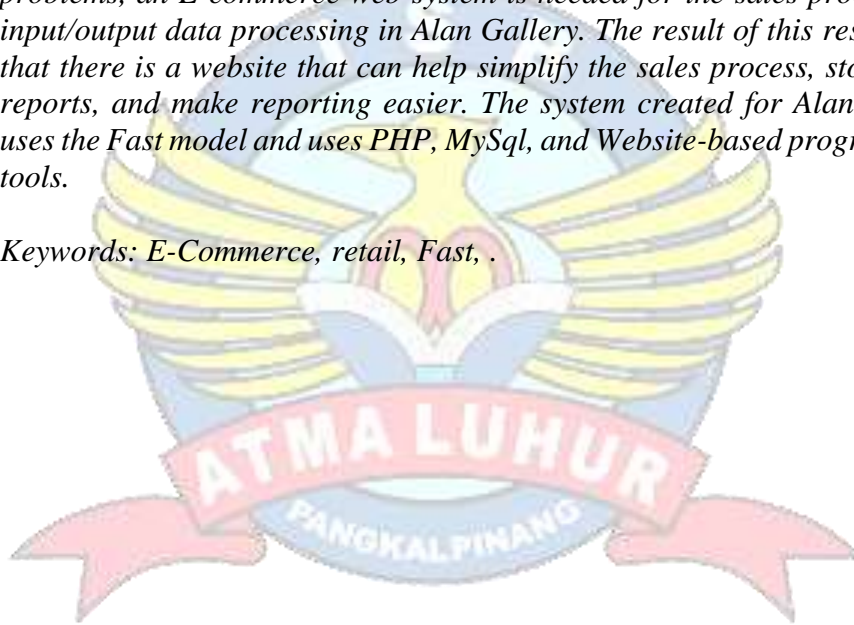 problems, an E-commerce web system is needed for the sales pro
input/output data processing in Alan Gallery. The result of this res
that there is a website that can help simplify the sales process, sto
reports, and make reporting easier. The system created for Alan
uses the Fast model and uses PHP, MySql, and Website-based progr
tools.
Keywords: E-Commerce, retail, Fast, .
ATMA LUHUR
PANGKALPINANG